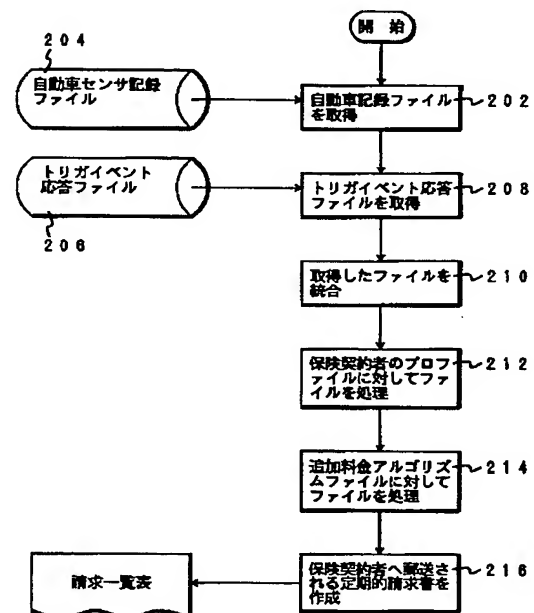 204
開始
自動車センサ記録
ファイル
自動車記録ファイル
を取得
202
トリガイベント
応答ファイル
206
トリガイベント応答
ファイルを取得
208
取得したファイルを
統合
210
保険契約者のプロフ
ァイルに対してファ
イルを処理
212
追加料金アルゴリズ
ムファイルに対して
ファイルを処理
214
請求一覧表
保険契約者へ郵送さ
れる定期的請求書を
作成
216